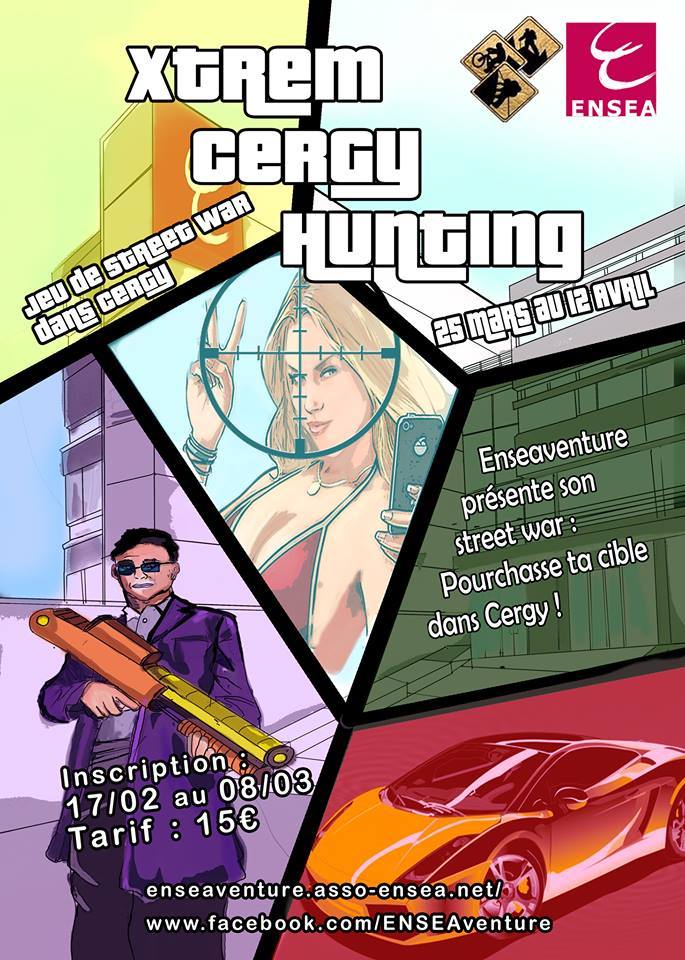 XTREM
CERGY
HUNTING
ENSEA
JEU DE STREET WAR
DANS CERGY
25 MARS AU 12 AVRIL
Enseaventure
présente son
street war :
Pourchasse ta cible
dans Cergy !
Inscription :
17/02 au 08/03
Tarif : 15€
enseaventure.asso-ensea.net/
www.facebook.com/ENSEAventure